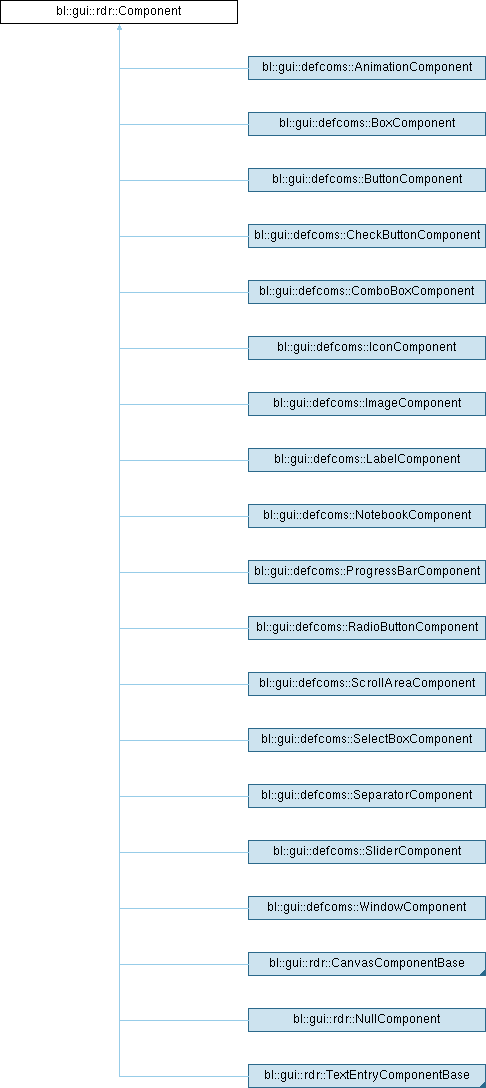 bl::gui::rdr::Component
bl::gui::defcoms::AnimationComponent
bl::gui::defcoms::BoxComponent
bl::gui::defcoms::ButtonComponent
bl::gui::defcoms::CheckButtonComponent
bl::gui::defcoms::ComboBoxComponent
bl::gui::defcoms::IconComponent
bl::gui::defcoms::ImageComponent
bl::gui::defcoms::LabelComponent
bl::gui::defcoms::NotebookComponent
bl::gui::defcoms::ProgressBarComponent
bl::gui::defcoms::RadioButtonComponent
bl::gui::defcoms::ScrollAreaComponent
bl::gui::defcoms::SelectBoxComponent
bl::gui::defcoms::SeparatorComponent
bl::gui::defcoms::SliderComponent
bl::gui::defcoms::WindowComponent
bl::gui::rdr::CanvasComponentBase
bl::gui::rdr::NullComponent
bl::gui::rdr::TextEntryComponentBase